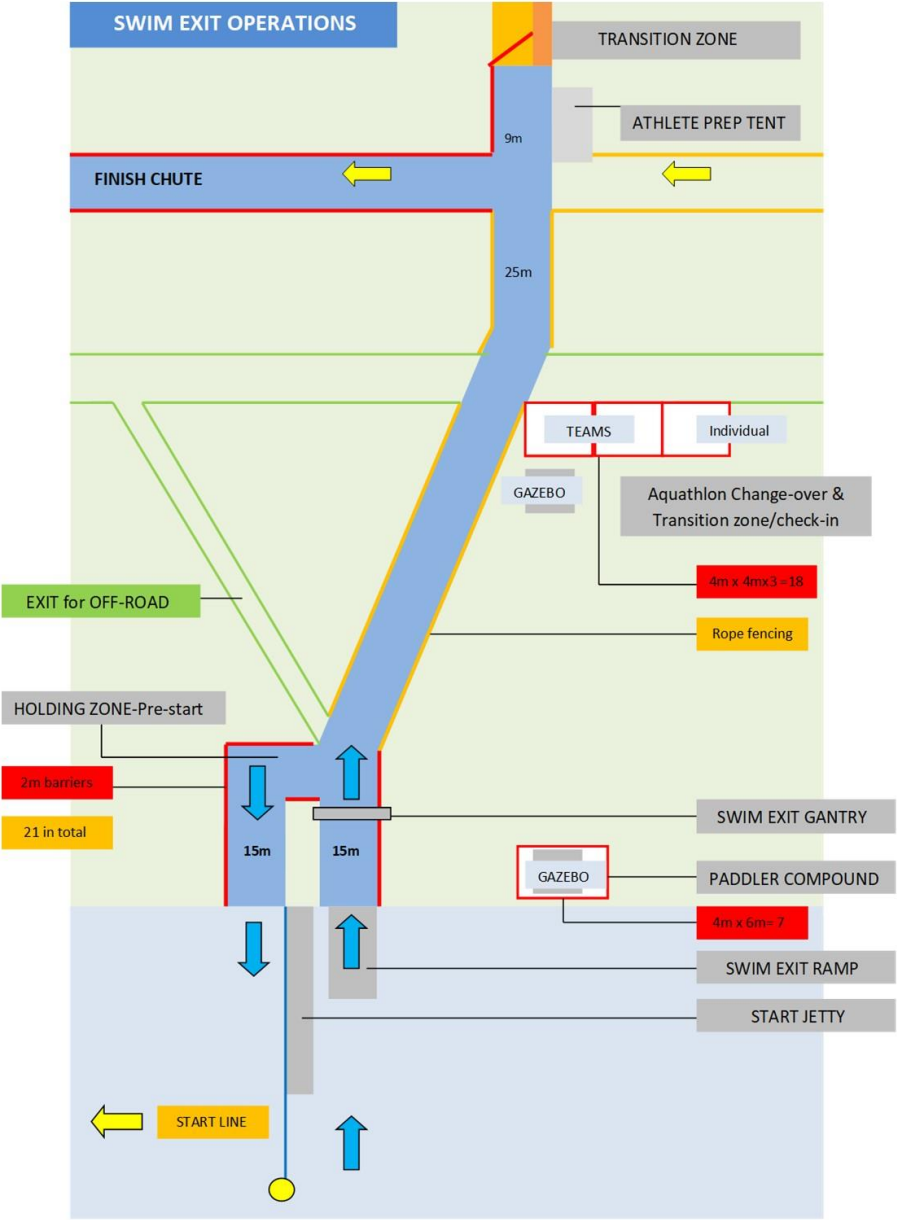 SWIM EXIT OPERATIONS
TRANSITION ZONE
ATHLETE PREP TENT
9m
FINISH CHUTE
25m
TEAMS
Individual
GAZEBO
Aquathlon Change-over &
Transition zone/check-in
4m x 4mx3 =18
EXIT for OFF-ROAD
Rope fencing
HOLDING ZONE-Pre-start
2m barriers
21 in total
SWIM EXIT GANTRY
15m
15m
GAZEBO
PADDLER COMPOUND
4m x 6m= 7
SWIM EXIT RAMP
START JETTY
START LINE